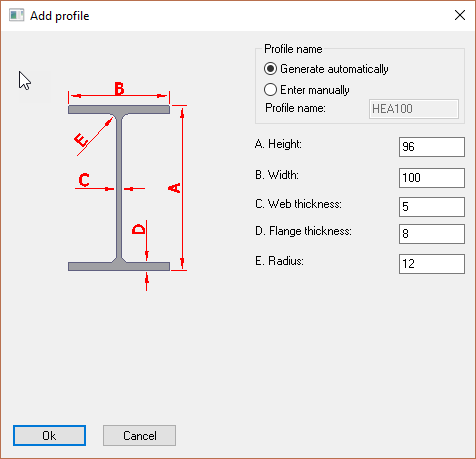 Add profile
Profile name
Generate automatically
Enter manually
Profile name: HEA100
A. Height: 96
B. Width: 100
C. Web thickness: 5
D. Flange thickness: 8
E. Radius: 12
B
E
C
A
D
Ok Cancel